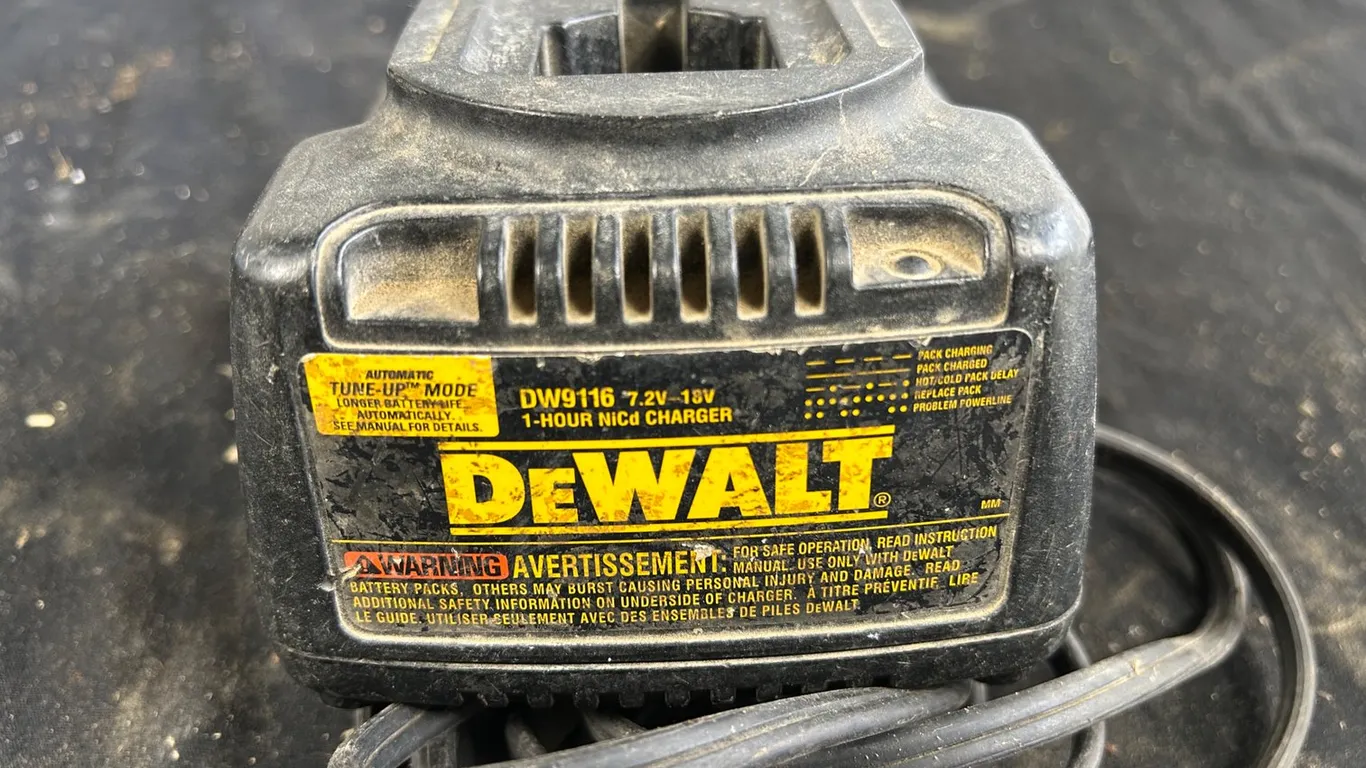 AUTOMATIC
TUNE-UP™ MODE
LONGER BATTERY LIFE
AUTOMATICALLY.
SEE MANUAL FOR DETAILS.
DW9116 7.2V-18V
1-HOUR NiCd CHARGER
PACK CHARGING
PACK CHARGED
HOT/COLD PACK DELAY
REPLACE PACK
PROBLEM POWERLINE
DEWALT®
MM
WARNING AVERTISSEMENT: FOR SAFE OPERATION, READ INSTRUCTION
MANUAL. USE ONLY WITH DEWALT
BATTERY PACKS, OTHERS MAY BURST CAUSING PERSONAL INJURY AND DAMAGE. READ
ADDITIONAL SAFETY INFORMATION ON UNDERSIDE OF CHARGER. À TITRE PRÉVENTIF, LIRE
LE GUIDE. UTILISER SEULEMENT AVEC DES ENSEMBLES DE PILES DEWALT